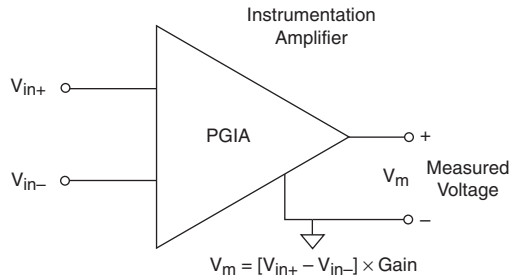 Instrumentation
Amplifier
Vin+
PGIA
+
Vin–
Vm
Measured
Voltage
–
Vm = [Vin+ – Vin–] × Gain